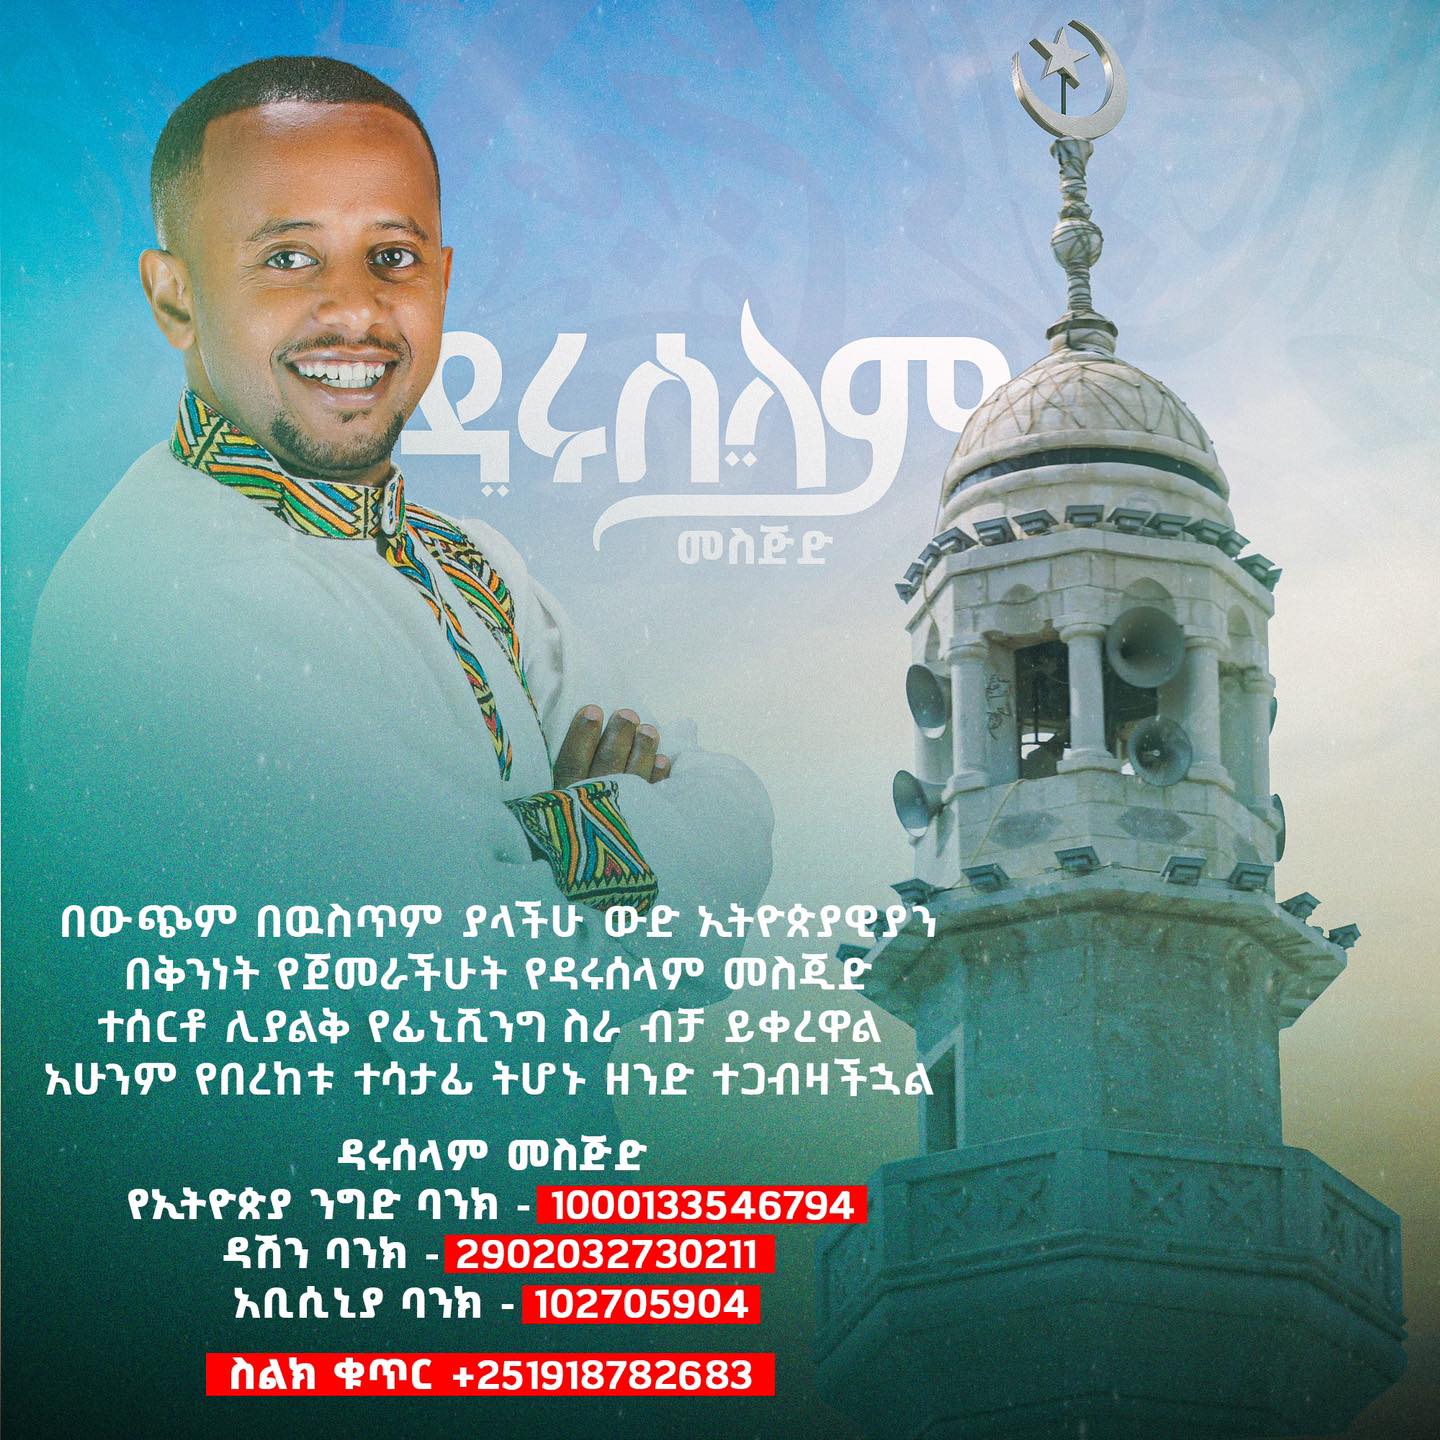 ዳሩሰላም
መስጅድ
በውጭም በዉስጥም ያላችሁ ውድ ኢትዮጵያዊያን
በቅንነት የጀመራችሁት የዳሩሰላም መስጂድ
ተሰርቶ ሊያልቅ የፊኒሺንግ ስራ ብቻ ይቀረዋል
አሁንም የበረከቱ ተሳታፊ ትሆኑ ዘንድ ተጋብዛችኋል
ዳሩሰላም መስጅድ
የኢትዮጵያ ንግድ ባንክ - 1000133546794
ዳሽን ባንክ - 2902032730211
አቢሲኒያ ባንክ - 102705904
ስልክ ቁጥር +251918782683